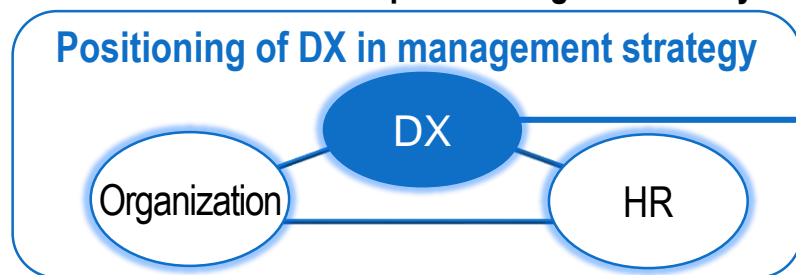 Positioning of DX in management strategy
DX
Organization
HR